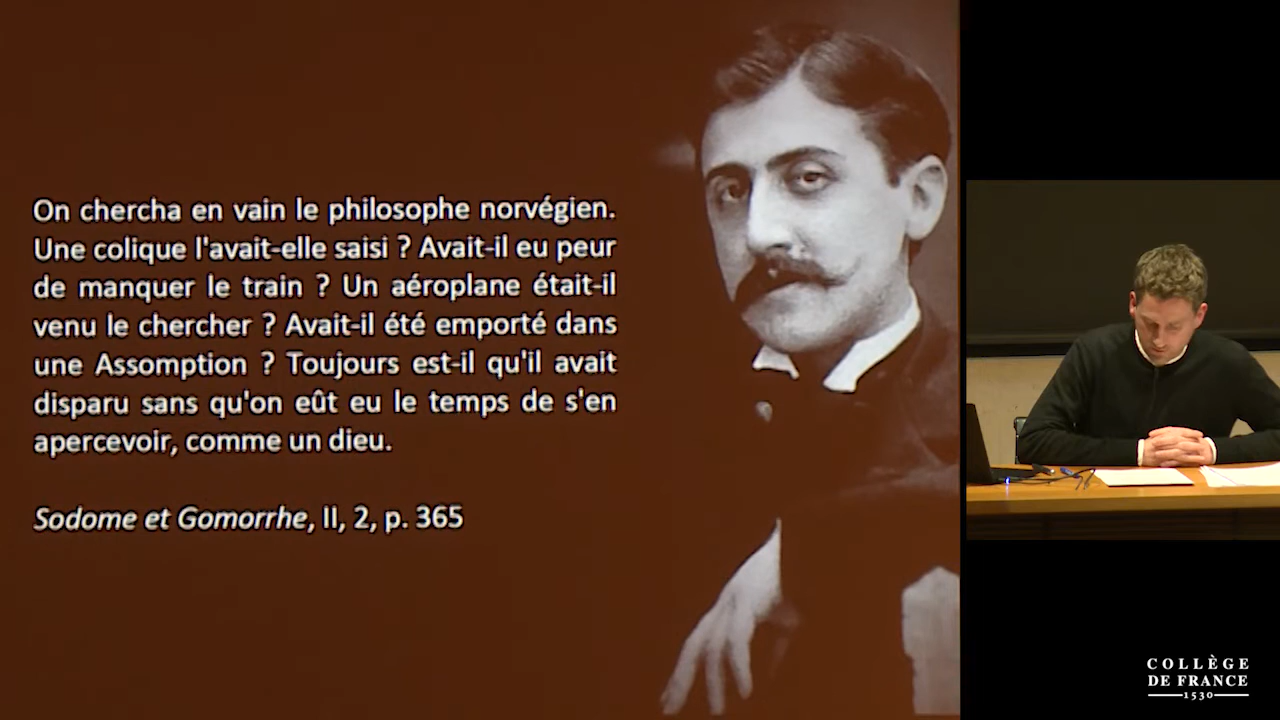 On chercha en vain le philosophe norvégien.
Une colique l'avait-elle saisi ? Avait-il eu peur
de manquer le train ? Un aéroplane était-il
venu le chercher ? Avait-il été emporté dans
une Assomption ? Toujours est-il qu'il avait
disparu sans qu'on eût eu le temps de s'en
apercevoir, comme un dieu.
Sodome et Gomorrhe, II, 2, p. 365
COLLÈGE
DE FRANCE
1530